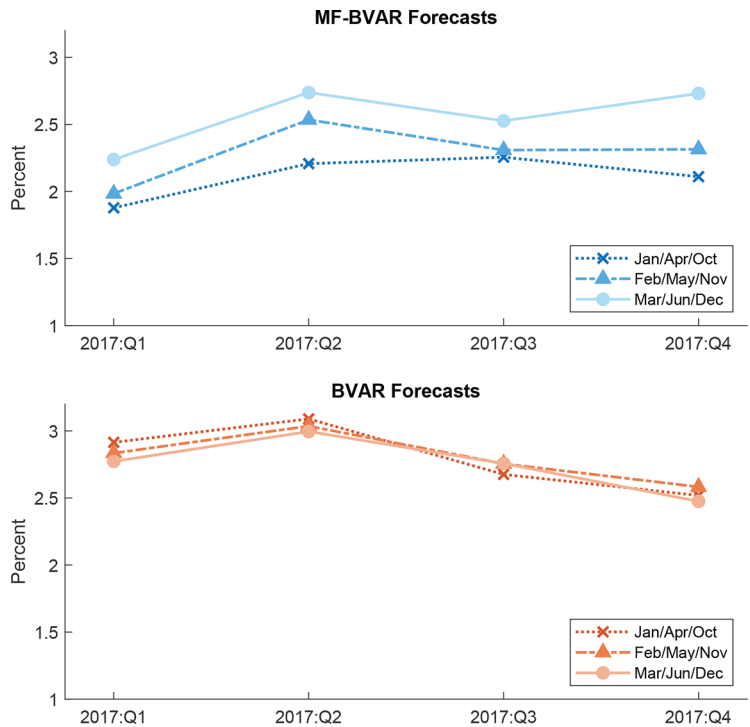 MF-BVAR Forecasts
3
2.5
2
1.5
1
Percent
Jan/Apr/Oct
Feb/May/Nov
Mar/Jun/Dec
2017:Q1 2017:Q2 2017:Q3 2017:Q4
BVAR Forecasts
3
2.5
2
1.5
1
Percent
Jan/Apr/Oct
Feb/May/Nov
Mar/Jun/Dec
2017:Q1 2017:Q2 2017:Q3 2017:Q4